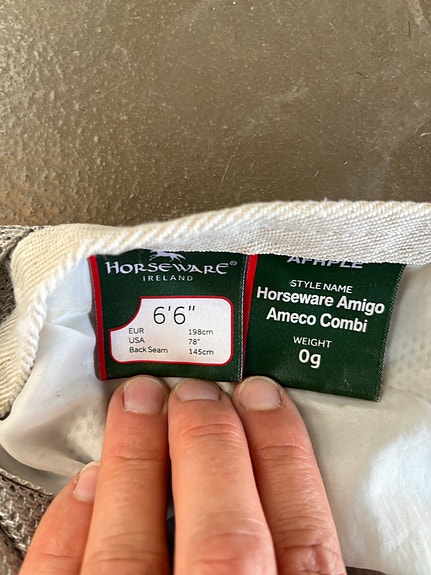 HORSEWARE®
IRELAND
6'6"
EUR 198cm
USA 78"
Back Seam 145cm
STYLE NAME
Horseware Amigo
Ameco Combi
WEIGHT
0g